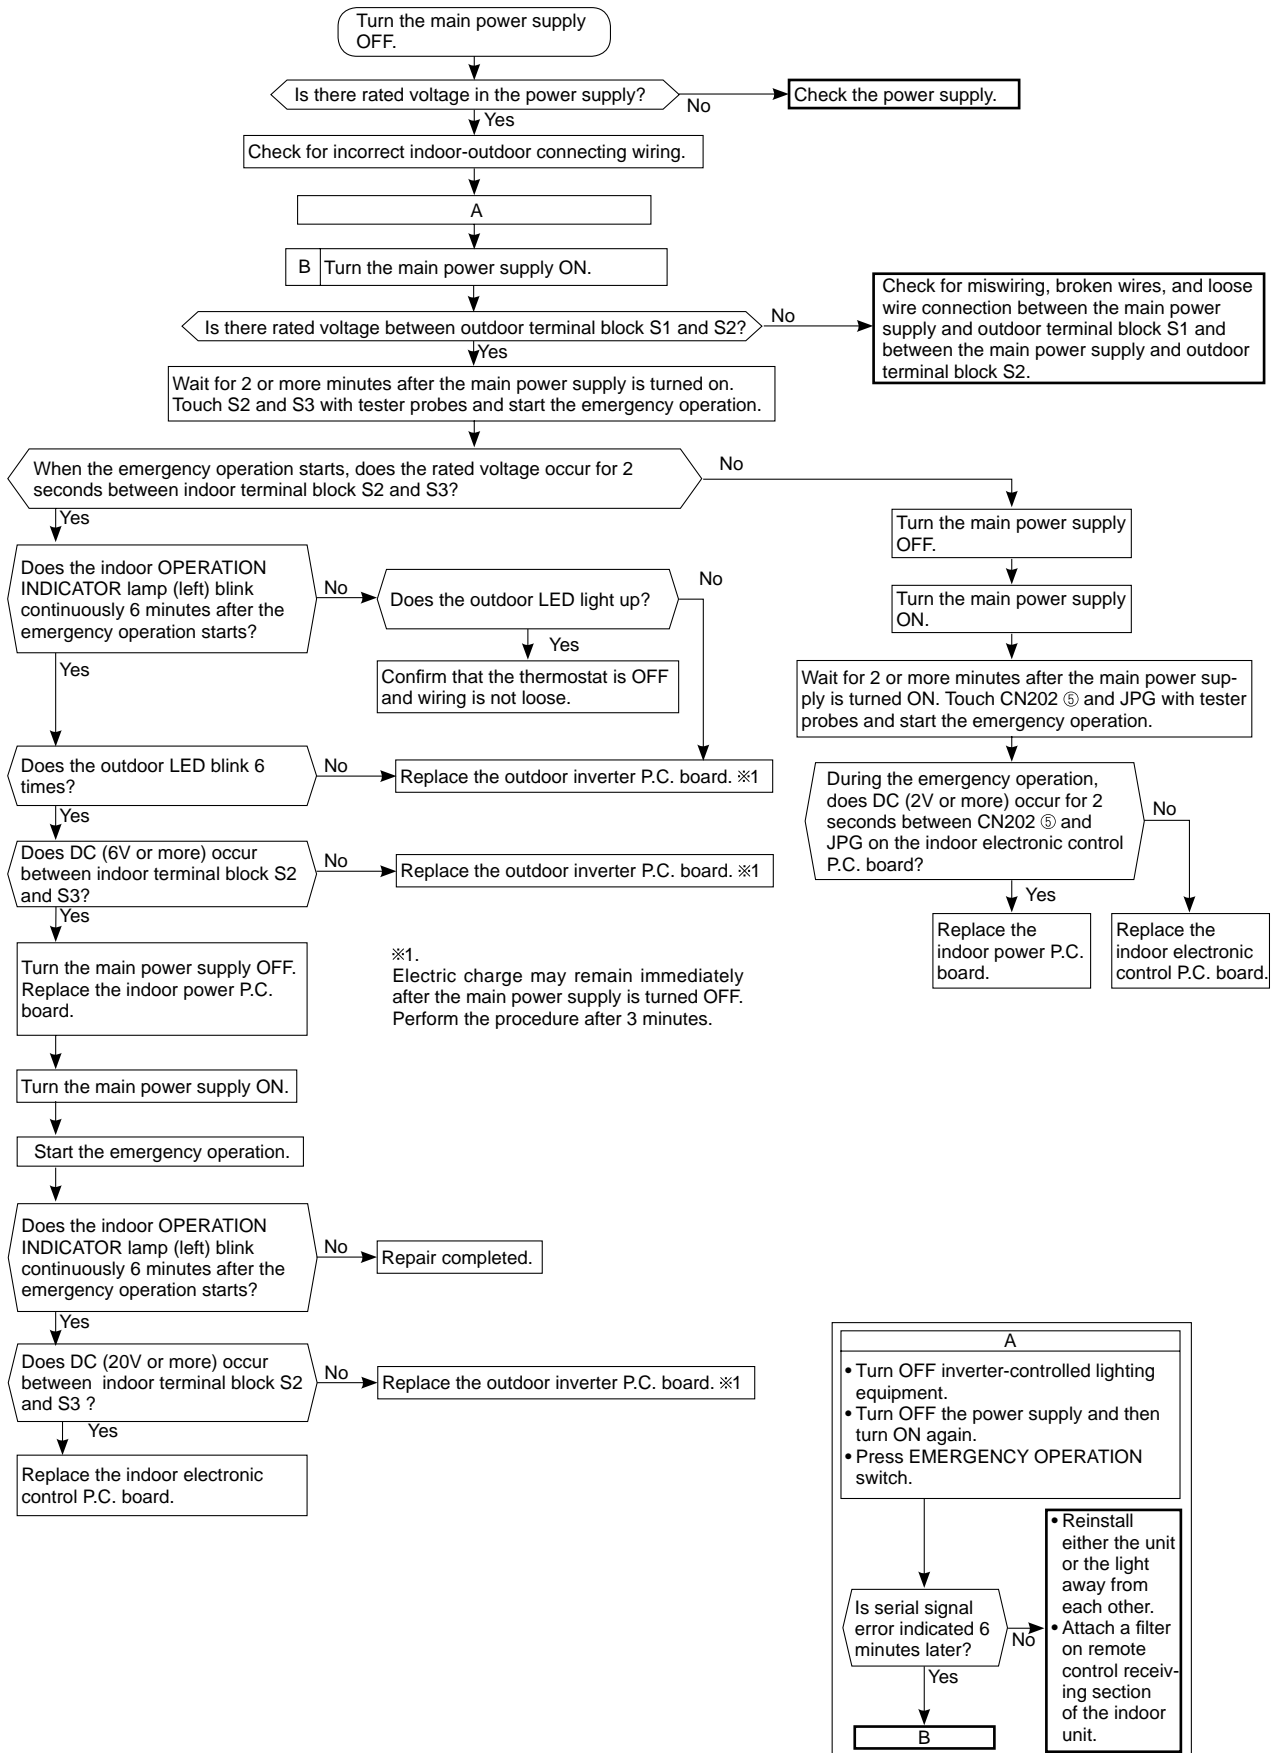 Turn the main power supply
OFF.
Is there rated voltage in the power supply?
No
Check the power supply.
Yes
Check for incorrect indoor-outdoor connecting wiring.
A
B
Turn the main power supply ON.
Is there rated voltage between outdoor terminal block S1 and S2?
No
Check for miswiring, broken wires, and loose
wire connection between the main power
supply and outdoor terminal block S1 and
between the main power supply and outdoor
terminal block S2.
Yes
Wait for 2 or more minutes after the main power supply is turned on.
Touch S2 and S3 with tester probes and start the emergency operation.
When the emergency operation starts, does the rated voltage occur for 2
seconds between indoor terminal block S2 and S3?
No
Yes
Turn the main power supply
OFF.
Turn the main power supply
ON.
Wait for 2 or more minutes after the main power sup-
ply is turned ON. Touch CN202 ⑤ and JPG with tester
probes and start the emergency operation.
During the emergency operation,
does DC (2V or more) occur for 2
seconds between CN202 ⑤ and
JPG on the indoor electronic control
P.C. board?
No
Yes
Replace the
indoor power P.C.
board.
Replace the
indoor electronic
control P.C. board.
Does the indoor OPERATION
INDICATOR lamp (left) blink
continuously 6 minutes after the
emergency operation starts?
No
Does the outdoor LED light up?
No
Yes
Confirm that the thermostat is OFF
and wiring is not loose.
Yes
Does the outdoor LED blink 6
times?
No
Replace the outdoor inverter P.C. board. ※1
Yes
Does DC (6V or more) occur
between indoor terminal block S2
and S3?
No
Replace the outdoor inverter P.C. board. ※1
Yes
Turn the main power supply OFF.
Replace the indoor power P.C.
board.
※1.
Electric charge may remain immediately
after the main power supply is turned OFF.
Perform the procedure after 3 minutes.
Turn the main power supply ON.
Start the emergency operation.
Does the indoor OPERATION
INDICATOR lamp (left) blink
continuously 6 minutes after the
emergency operation starts?
No
Repair completed.
Yes
Does DC (20V or more) occur
between indoor terminal block S2
and S3 ?
No
Replace the outdoor inverter P.C. board. ※1
Yes
Replace the indoor electronic
control P.C. board.
A
• Turn OFF inverter-controlled lighting
equipment.
• Turn OFF the power supply and then
turn ON again.
• Press EMERGENCY OPERATION
switch.
Is serial signal
error indicated 6
minutes later?
No
• Reinstall
either the unit
or the light
away from
each other.
• Attach a filter
on remote
control receiv-
ing section
of the indoor
unit.
Yes
B